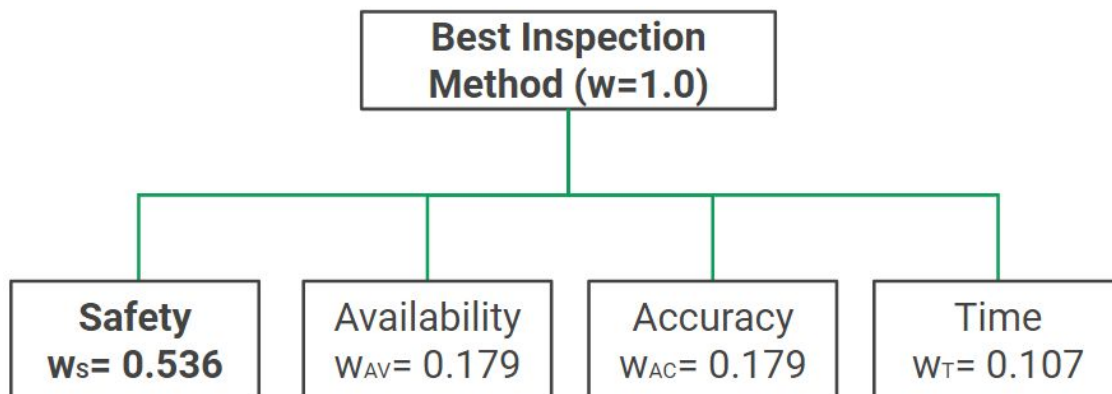 Best Inspection
Method (w=1.0)
Safety
ws= 0.536
Availability
wAV= 0.179
Accuracy
wAC= 0.179
Time
wT= 0.107